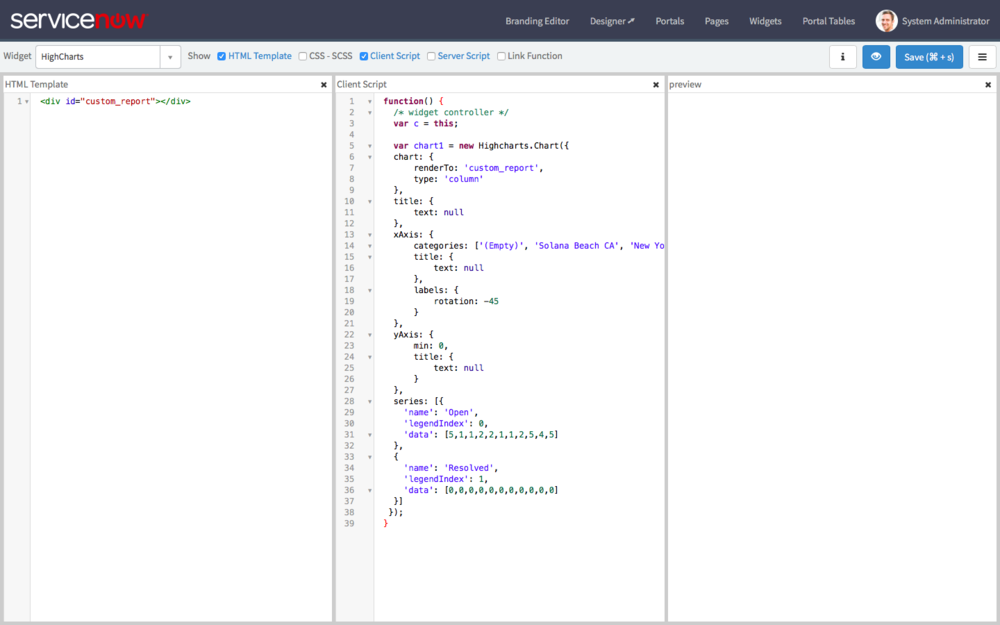 servicenow
Branding Editor Designer Portals Pages Widgets Portal Tables System Administrator
Widget HighCharts Show HTML Template CSS - SCSS Client Script Server Script Link Function i Save (⌘ + s)
HTML Template
1 <div id="custom_report"></div>
Client Script
1 function() {
2 /* widget controller */
3 var c = this;
4
5 var chart1 = new Highcharts.Chart({
6 chart: {
7 renderTo: 'custom_report',
8 type: 'column'
9 },
10 title: {
11 text: null
12 },
13 xAxis: {
14 categories: ['(Empty)', 'Solana Beach CA', 'New Yo
15 title: {
16 text: null
17 },
18 labels: {
19 rotation: -45
20 }
21 },
22 yAxis: {
23 min: 0,
24 title: {
25 text: null
26 }
27 },
28 series: [{
29 'name': 'Open',
30 'legendIndex': 0,
31 'data': [5,1,1,2,2,1,1,2,5,4,5]
32 },
33 {
34 'name': 'Resolved',
35 'legendIndex': 1,
36 'data': [0,0,0,0,0,0,0,0,0,0,0]
37 }]
38 });
39 }
preview